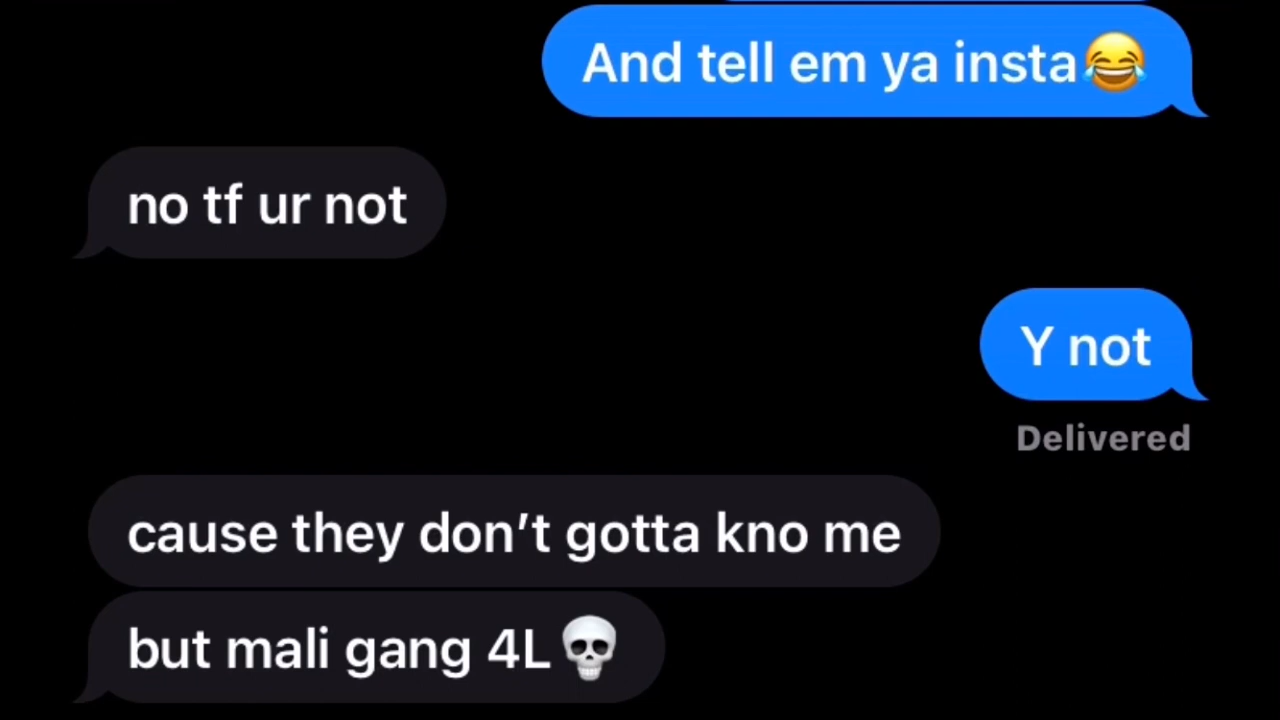 And tell em ya insta😂
no tf ur not
Y not
Delivered
cause they don't gotta kno me
but mali gang 4L💀